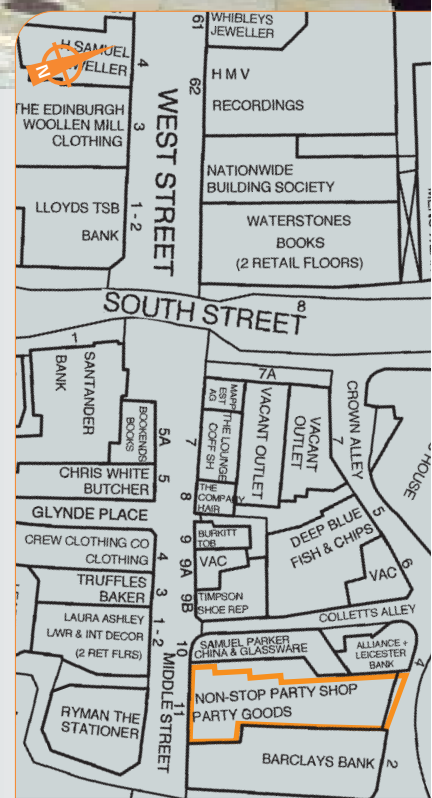 61
WHIBLEYS
JEWELLER
N
H SAMUEL
WELLER
4
62
H M V
RECORDINGS
THE EDINBURGH
WOOLLEN MILL
CLOTHING
3
WEST STREET
NATIONWIDE
BUILDING SOCIETY
LLOYDS TSB
BANK
1 - 2
WATERSTONES
BOOKS
(2 RETAIL FLOORS)
SOUTH STREET
8
1
SANTANDER
BANK
7A
BOOKENDS
BOOKS
5A
7
MAPP
EST
AG
THE LOUNGE
COFF SH
VACANT OUTLET
VACANT
OUTLET
CROWN ALLEY
7
HOUSE
CHRIS WHITE
BUTCHER
5
8
THE
COMPANY
HAIR
GLYNDE PLACE
5
CREW CLOTHING CO
CLOTHING
4
9
BURKITT
TOB
DEEP BLUE
FISH & CHIPS
9A
VAC
VAC
6
TRUFFLES
BAKER
3
9B
TIMPSON
SHOE REP
LAURA ASHLEY
L/WR & INT DECOR
(2 RET FLRS)
1 - 2
COLLETTS ALLEY
10
SAMUEL PARKER
CHINA & GLASSWARE
ALLIANCE +
LEICESTER
BANK
4
MIDDLE STREET
11
NON-STOP PARTY SHOP
PARTY GOODS
RYMAN THE
STATIONER
BARCLAYS BANK
2